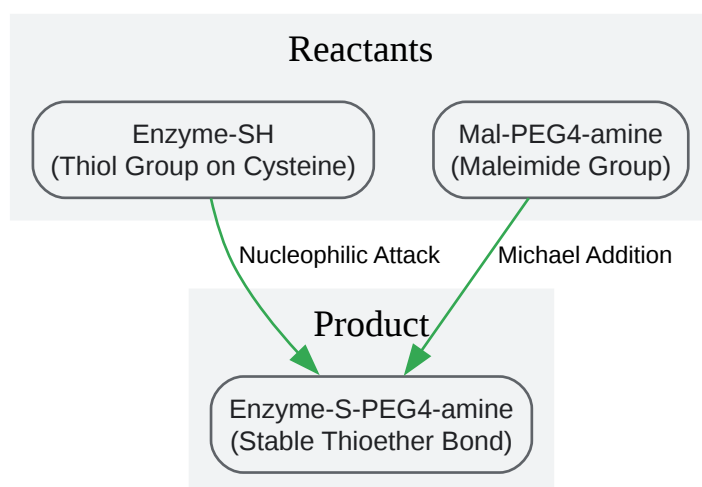 Reactants
Enzyme-SH
(Thiol Group on Cysteine)
Mal-PEG4-amine
(Maleimide Group)
Nucleophilic Attack
Michael Addition
Product
Enzyme-S-PEG4-amine
(Stable Thioether Bond)